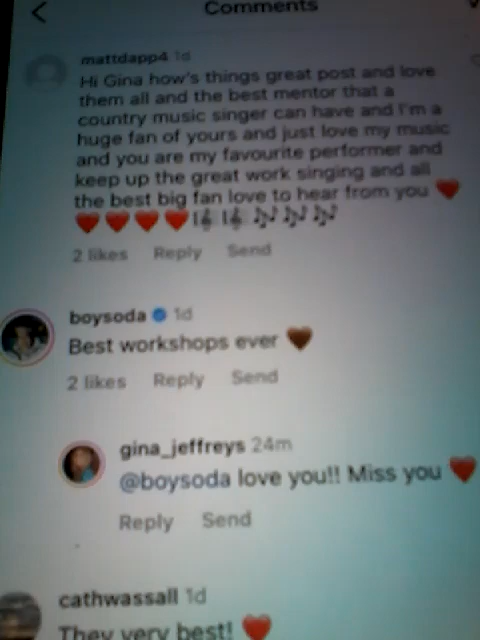 Comments
mattdapp4 1d
Hi Gina how's things great post and love
them all and the best mentor that a
country music singer can have and I'm a
huge fan of yours and just love my music
and you are my favourite performer and
keep up the great work singing and all
the best big fan love to hear from you ❤️
❤️❤️❤️❤️🎼🎼🎶🎶🎶
2 likes Reply Send
boysoda 1d
Best workshops ever 🤎
2 likes Reply Send
gina_jeffreys 24m
@boysoda love you!! Miss you ❤️
Reply Send
cathwassall 1d
They very best! ❤️